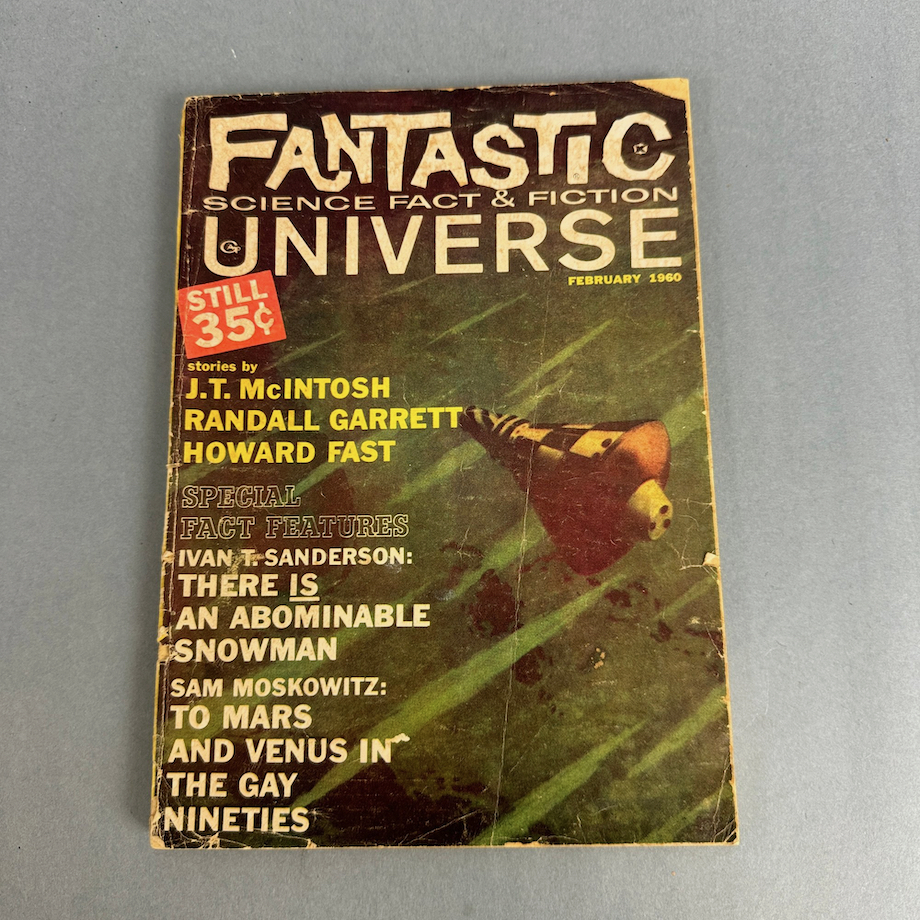 FANTASTIC
SCIENCE FACT & FICTION
UNIVERSE
FEBRUARY 1960
STILL
35¢
stories by
J.T. McINTOSH
RANDALL GARRETT
HOWARD FAST
SPECIAL
FACT FEATURES
IVAN T. SANDERSON:
THERE IS
AN ABOMINABLE
SNOWMAN
SAM MOSKOWITZ:
TO MARS
AND VENUS IN
THE GAY
NINETIES